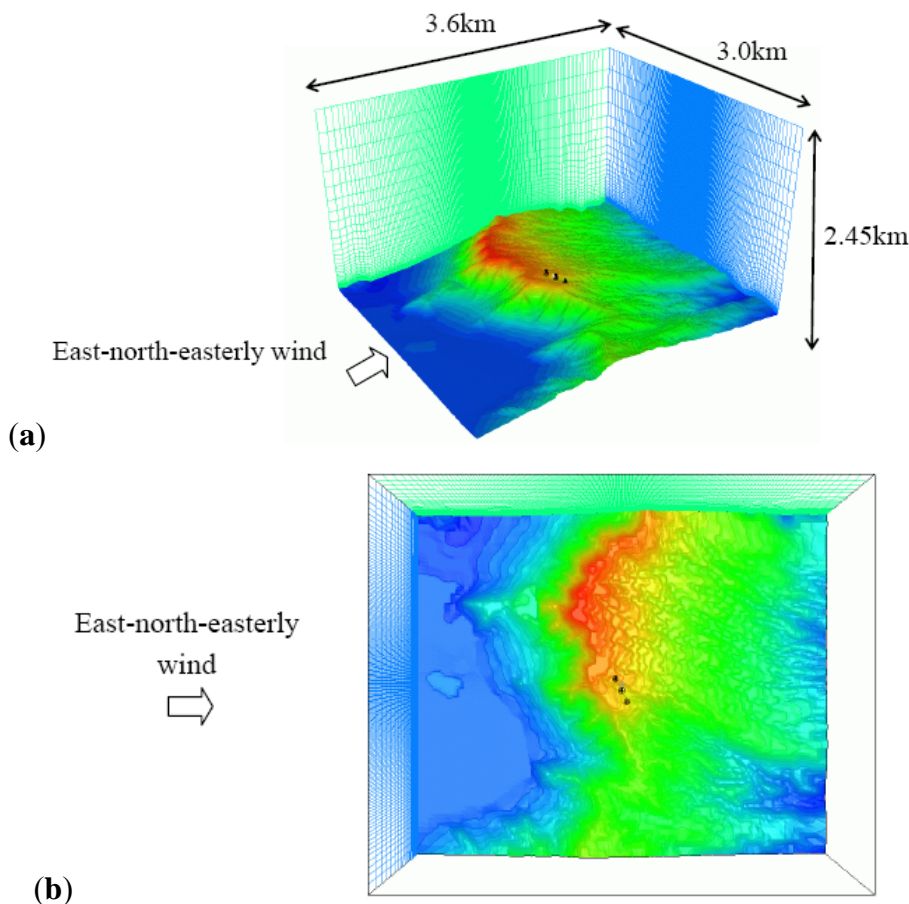 3.6km
3.0km
2.45km
East-north-easterly wind
(a)
East-north-easterly
wind
(b)